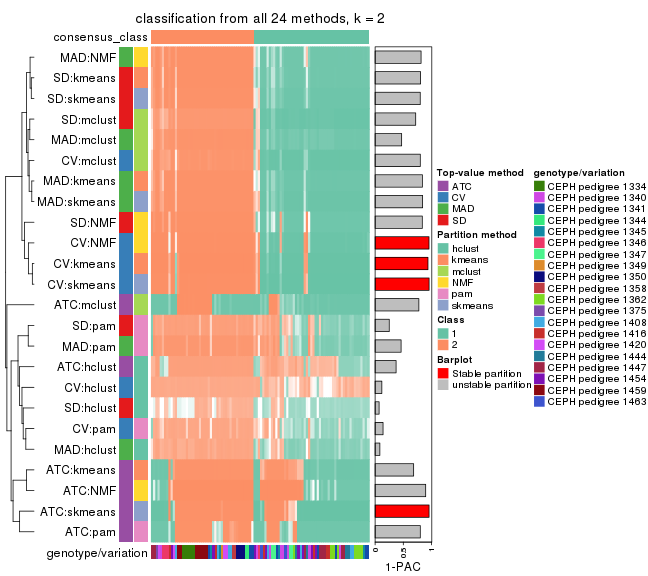 classification from all 24 methods, k = 2
consensus_class
MAD:NMF
SD:kmeans
SD:skmeans
SD:mclust
MAD:mclust
CV:mclust
MAD:kmeans
MAD:skmeans
SD:NMF
CV:NMF
CV:kmeans
CV:skmeans
ATC:mclust
SD:pam
MAD:pam
ATC:hclust
CV:hclust
SD:hclust
CV:pam
MAD:hclust
ATC:kmeans
ATC:NMF
ATC:skmeans
ATC:pam
genotype/variation
0
0.5
1
1-PAC
Top-value method
ATC
CV
MAD
SD
Partition method
hclust
kmeans
mclust
NMF
pam
skmeans
Class
1
2
Barplot
Stable partition
unstable partition
genotype/variation
CEPH pedigree 1334
CEPH pedigree 1340
CEPH pedigree 1341
CEPH pedigree 1344
CEPH pedigree 1345
CEPH pedigree 1346
CEPH pedigree 1347
CEPH pedigree 1349
CEPH pedigree 1350
CEPH pedigree 1358
CEPH pedigree 1362
CEPH pedigree 1375
CEPH pedigree 1408
CEPH pedigree 1416
CEPH pedigree 1420
CEPH pedigree 1444
CEPH pedigree 1447
CEPH pedigree 1454
CEPH pedigree 1459
CEPH pedigree 1463